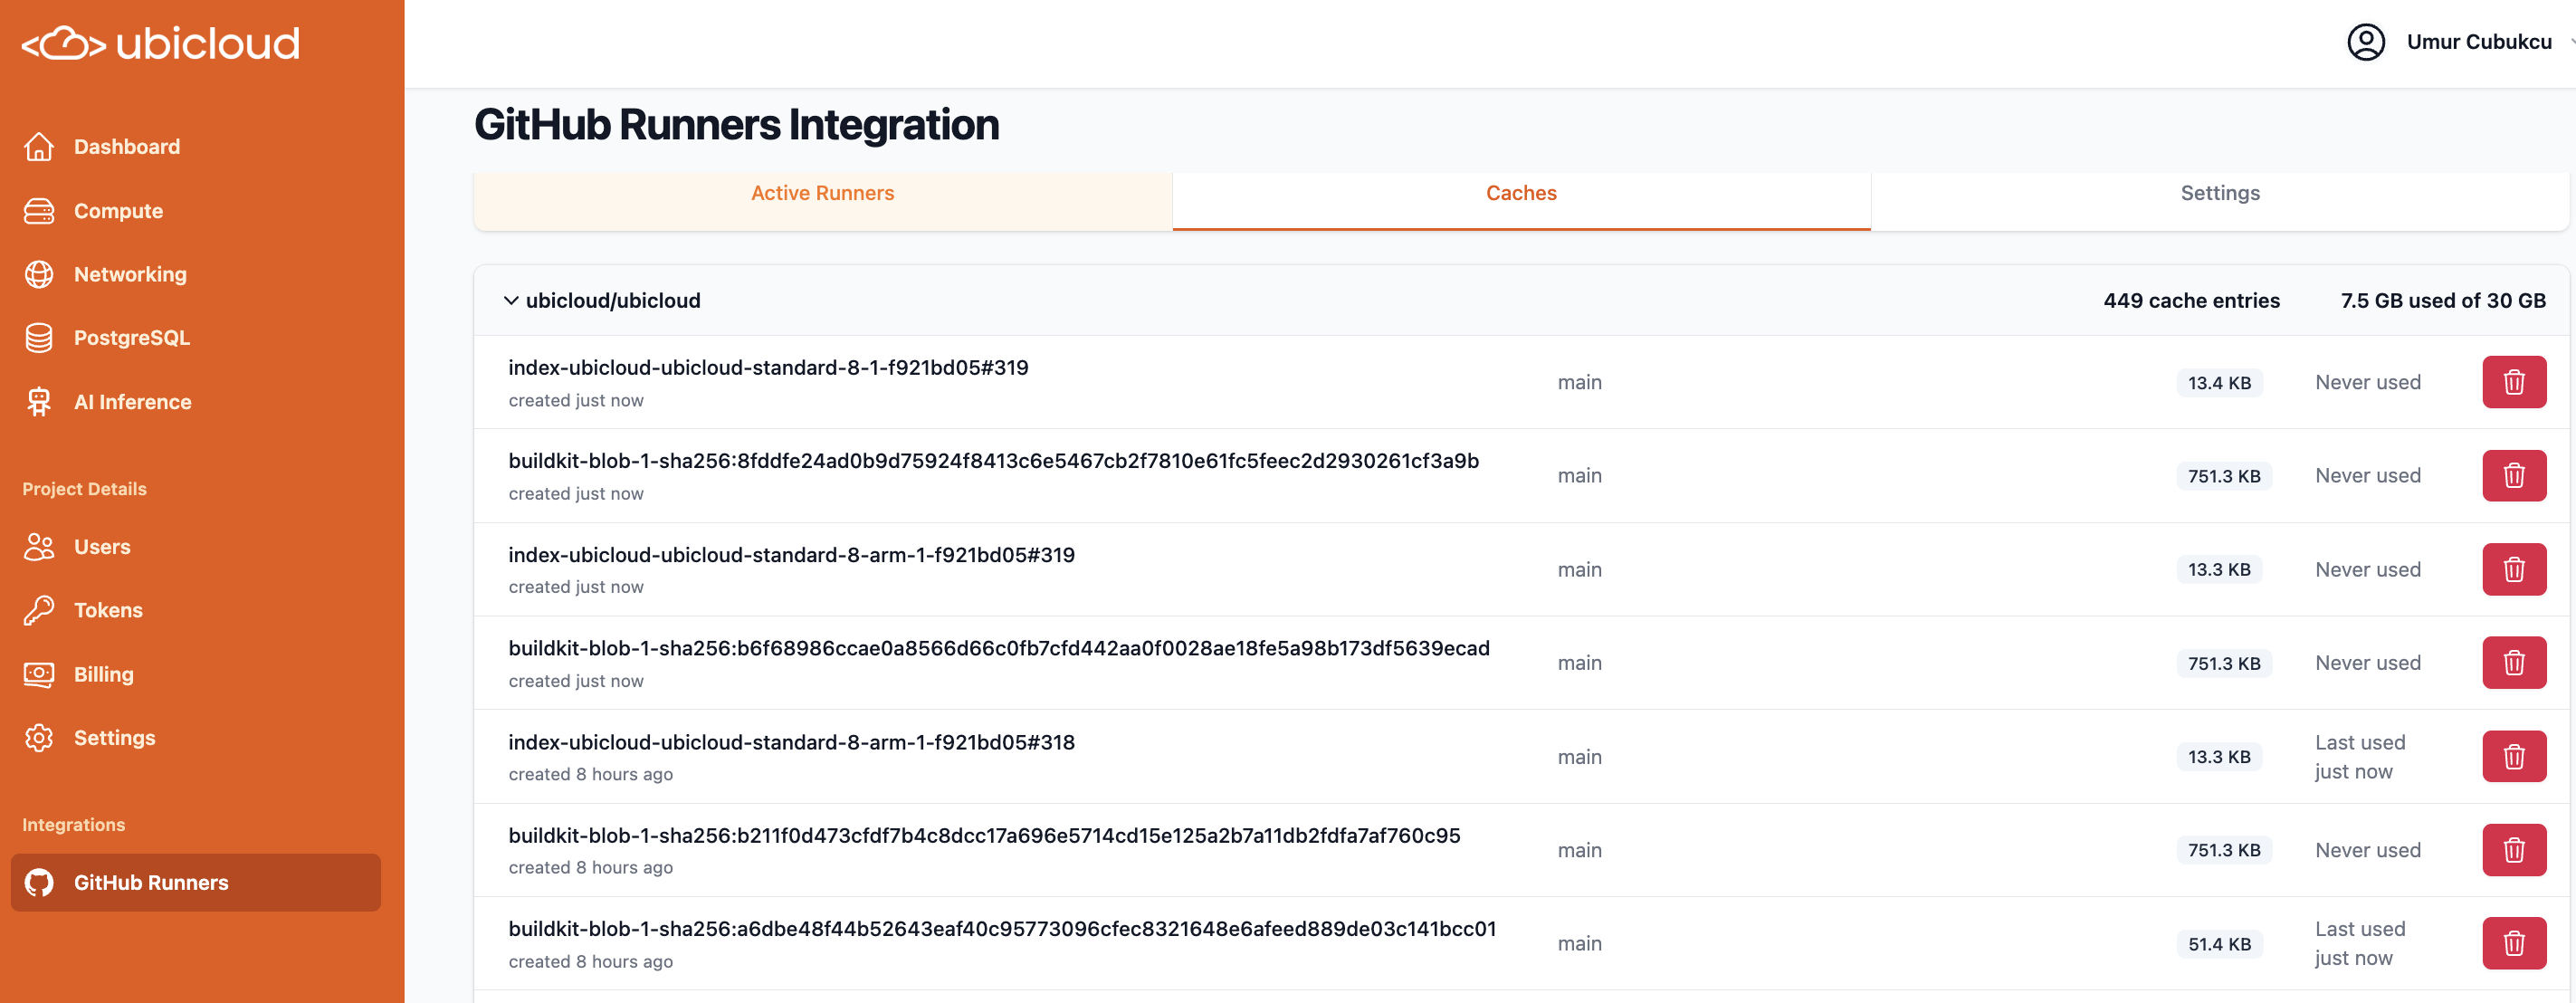 ubicloud
Umur Cubukcu
Dashboard
Compute
Networking
PostgreSQL
AI Inference
Project Details
Users
Tokens
Billing
Settings
Integrations
GitHub Runners
GitHub Runners Integration
Active Runners
Caches
Settings
ubicloud/ubicloud
449 cache entries
7.5 GB used of 30 GB
index-ubicloud-ubicloud-standard-8-1-f921bd05#319
created just now
main
13.4 KB
Never used
buildkit-blob-1-sha256:8fddfe24ad0b9d75924f8413c6e5467cb2f7810e61fc5feec2d2930261cf3a9b
created just now
main
751.3 KB
Never used
index-ubicloud-ubicloud-standard-8-arm-1-f921bd05#319
created just now
main
13.3 KB
Never used
buildkit-blob-1-sha256:b6f68986ccae0a8566d66c0fb7cfd442aa0f0028ae18fe5a98b173df5639ecad
created just now
main
751.3 KB
Never used
index-ubicloud-ubicloud-standard-8-arm-1-f921bd05#318
created 8 hours ago
main
13.3 KB
Last used
just now
buildkit-blob-1-sha256:b211f0d473cfdf7b4c8dcc17a696e5714cd15e125a2b7a11db2fdfa7af760c95
created 8 hours ago
main
751.3 KB
Never used
buildkit-blob-1-sha256:a6dbe48f44b52643eaf40c95773096cfec8321648e6afeed889de03c141bcc01
created 8 hours ago
main
51.4 KB
Last used
just now